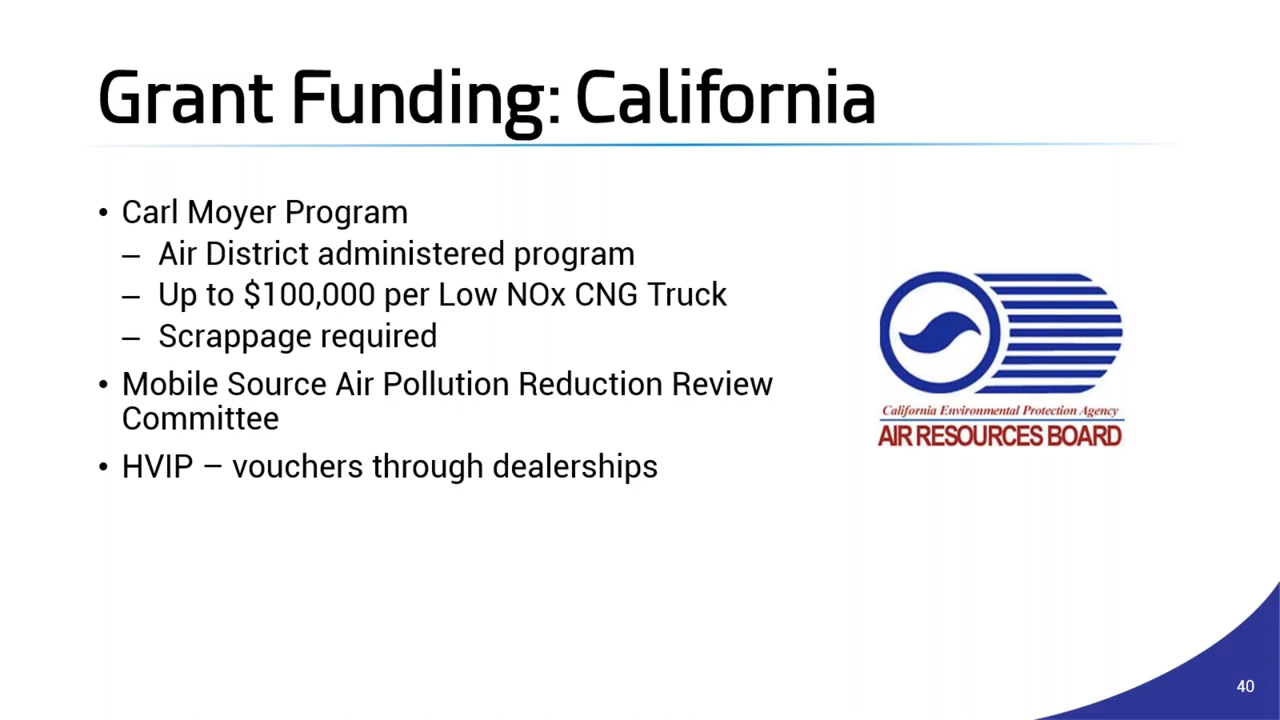 Grant Funding: California
• Carl Moyer Program
– Air District administered program
– Up to $100,000 per Low NOx CNG Truck
– Scrappage required
• Mobile Source Air Pollution Reduction Review
Committee
• HVIP – vouchers through dealerships
California Environmental Protection Agency
AIR RESOURCES BOARD
40